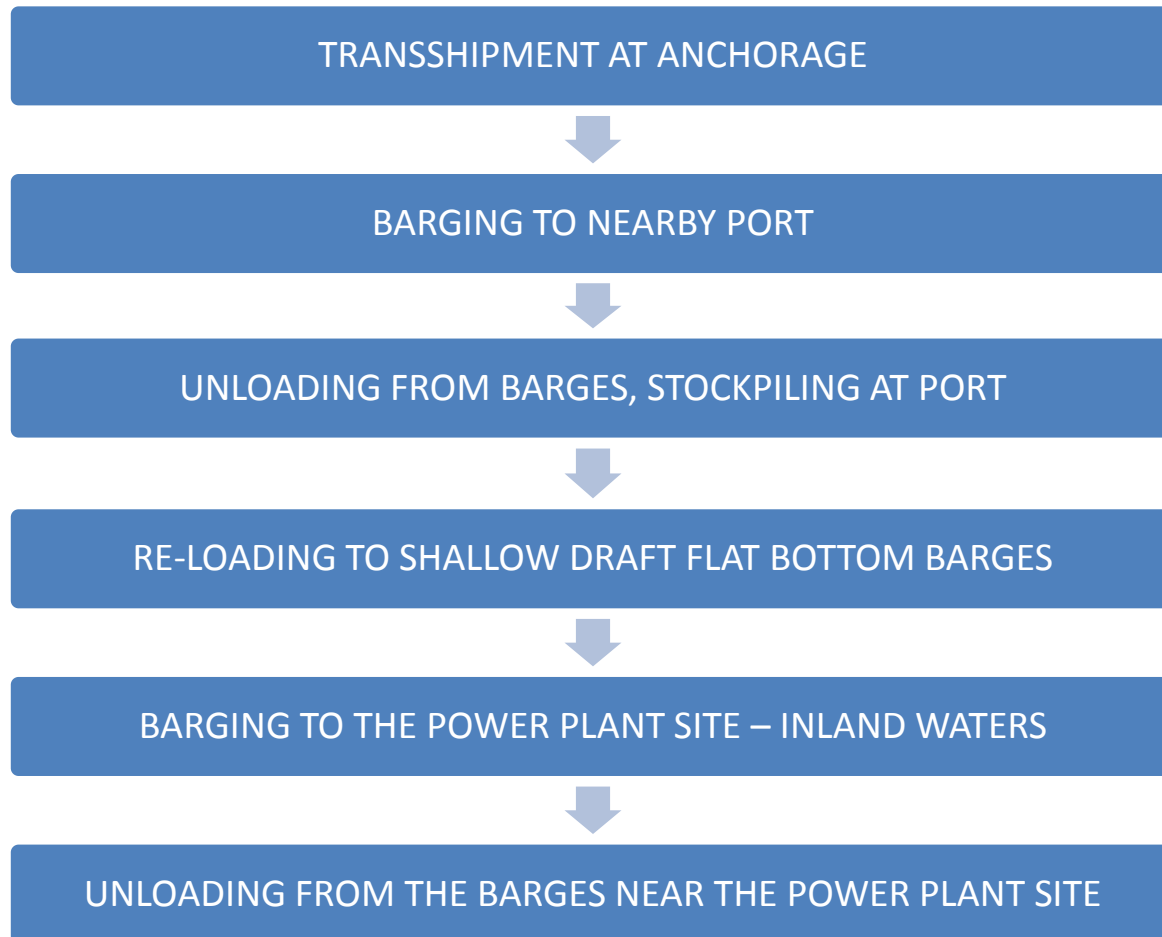 TRANSSHIPMENT AT ANCHORAGE
BARGING TO NEARBY PORT
UNLOADING FROM BARGES, STOCKPILING AT PORT
RE-LOADING TO SHALLOW DRAFT FLAT BOTTOM BARGES
BARGING TO THE POWER PLANT SITE – INLAND WATERS
UNLOADING FROM THE BARGES NEAR THE POWER PLANT SITE